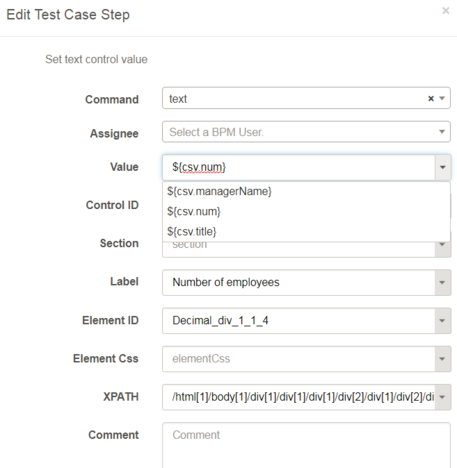 Edit Test Case Step
×
Set text control value
Command text × ▾
Assignee Select a BPM User.
Value ${csv.num}
${csv.managerName}
Control ID ${csv.num}
${csv.title}
Section section
Label Number of employees
Element ID Decimal_div_1_1_4
Element Css elementCss
XPATH /html[1]/body[1]/div[1]/div[1]/div[1]/div[2]/div[1]/div[2]/di
Comment Comment